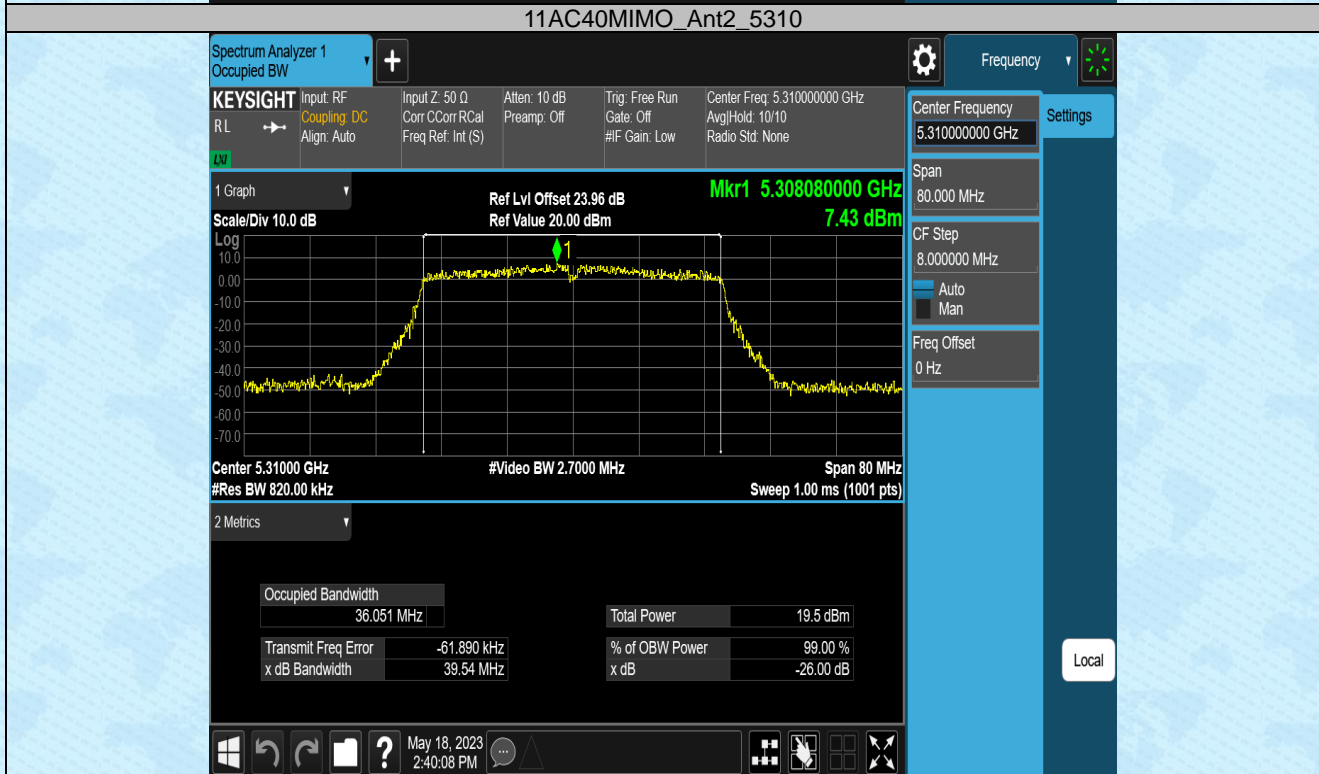 11AC40MIMO_Ant2_5310
Spectrum Analyzer 1
Occupied BW
▼
+
Frequency ▼
KEYSIGHT
RL
LXI
Input: RF
Coupling: DC
Align: Auto
Input Z: 50 Ω
Corr CCorr RCal
Freq Ref: Int (S)
Atten: 10 dB
Preamp: Off
Trig: Free Run
Gate: Off
#IF Gain: Low
Center Freq: 5.310000000 GHz
Avg|Hold: 10/10
Radio Std: None
Center Frequency
5.310000000 GHz
Settings
Span
80.000 MHz
CF Step
8.000000 MHz
Auto
Man
Freq Offset
0 Hz
1 Graph ▼
Scale/Div 10.0 dB
Ref Lvl Offset 23.96 dB
Ref Value 20.00 dBm
Mkr1 5.308080000 GHz
7.43 dBm
Log
1
10.0
0.00
-10.0
-20.0
-30.0
-40.0
-50.0
-60.0
-70.0
Center 5.31000 GHz
#Res BW 820.00 kHz
#Video BW 2.7000 MHz
Span 80 MHz
Sweep 1.00 ms (1001 pts)
2 Metrics ▼
Occupied Bandwidth
36.051 MHz
Total Power 19.5 dBm
Transmit Freq Error -61.890 kHz
% of OBW Power 99.00 %
x dB Bandwidth 39.54 MHz
x dB -26.00 dB
Local
?
May 18, 2023
2:40:08 PM